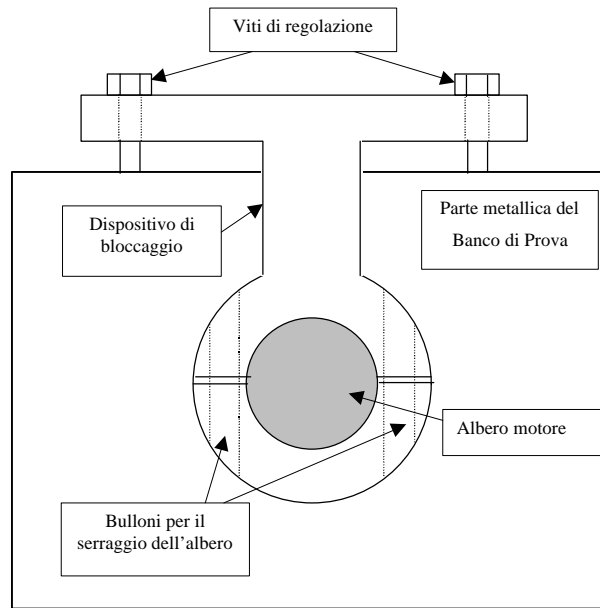 Viti di regolazione
Dispositivo di
bloccaggio
Parte metallica del
Banco di Prova
Albero motore
Bulloni per il
serraggio dell’albero